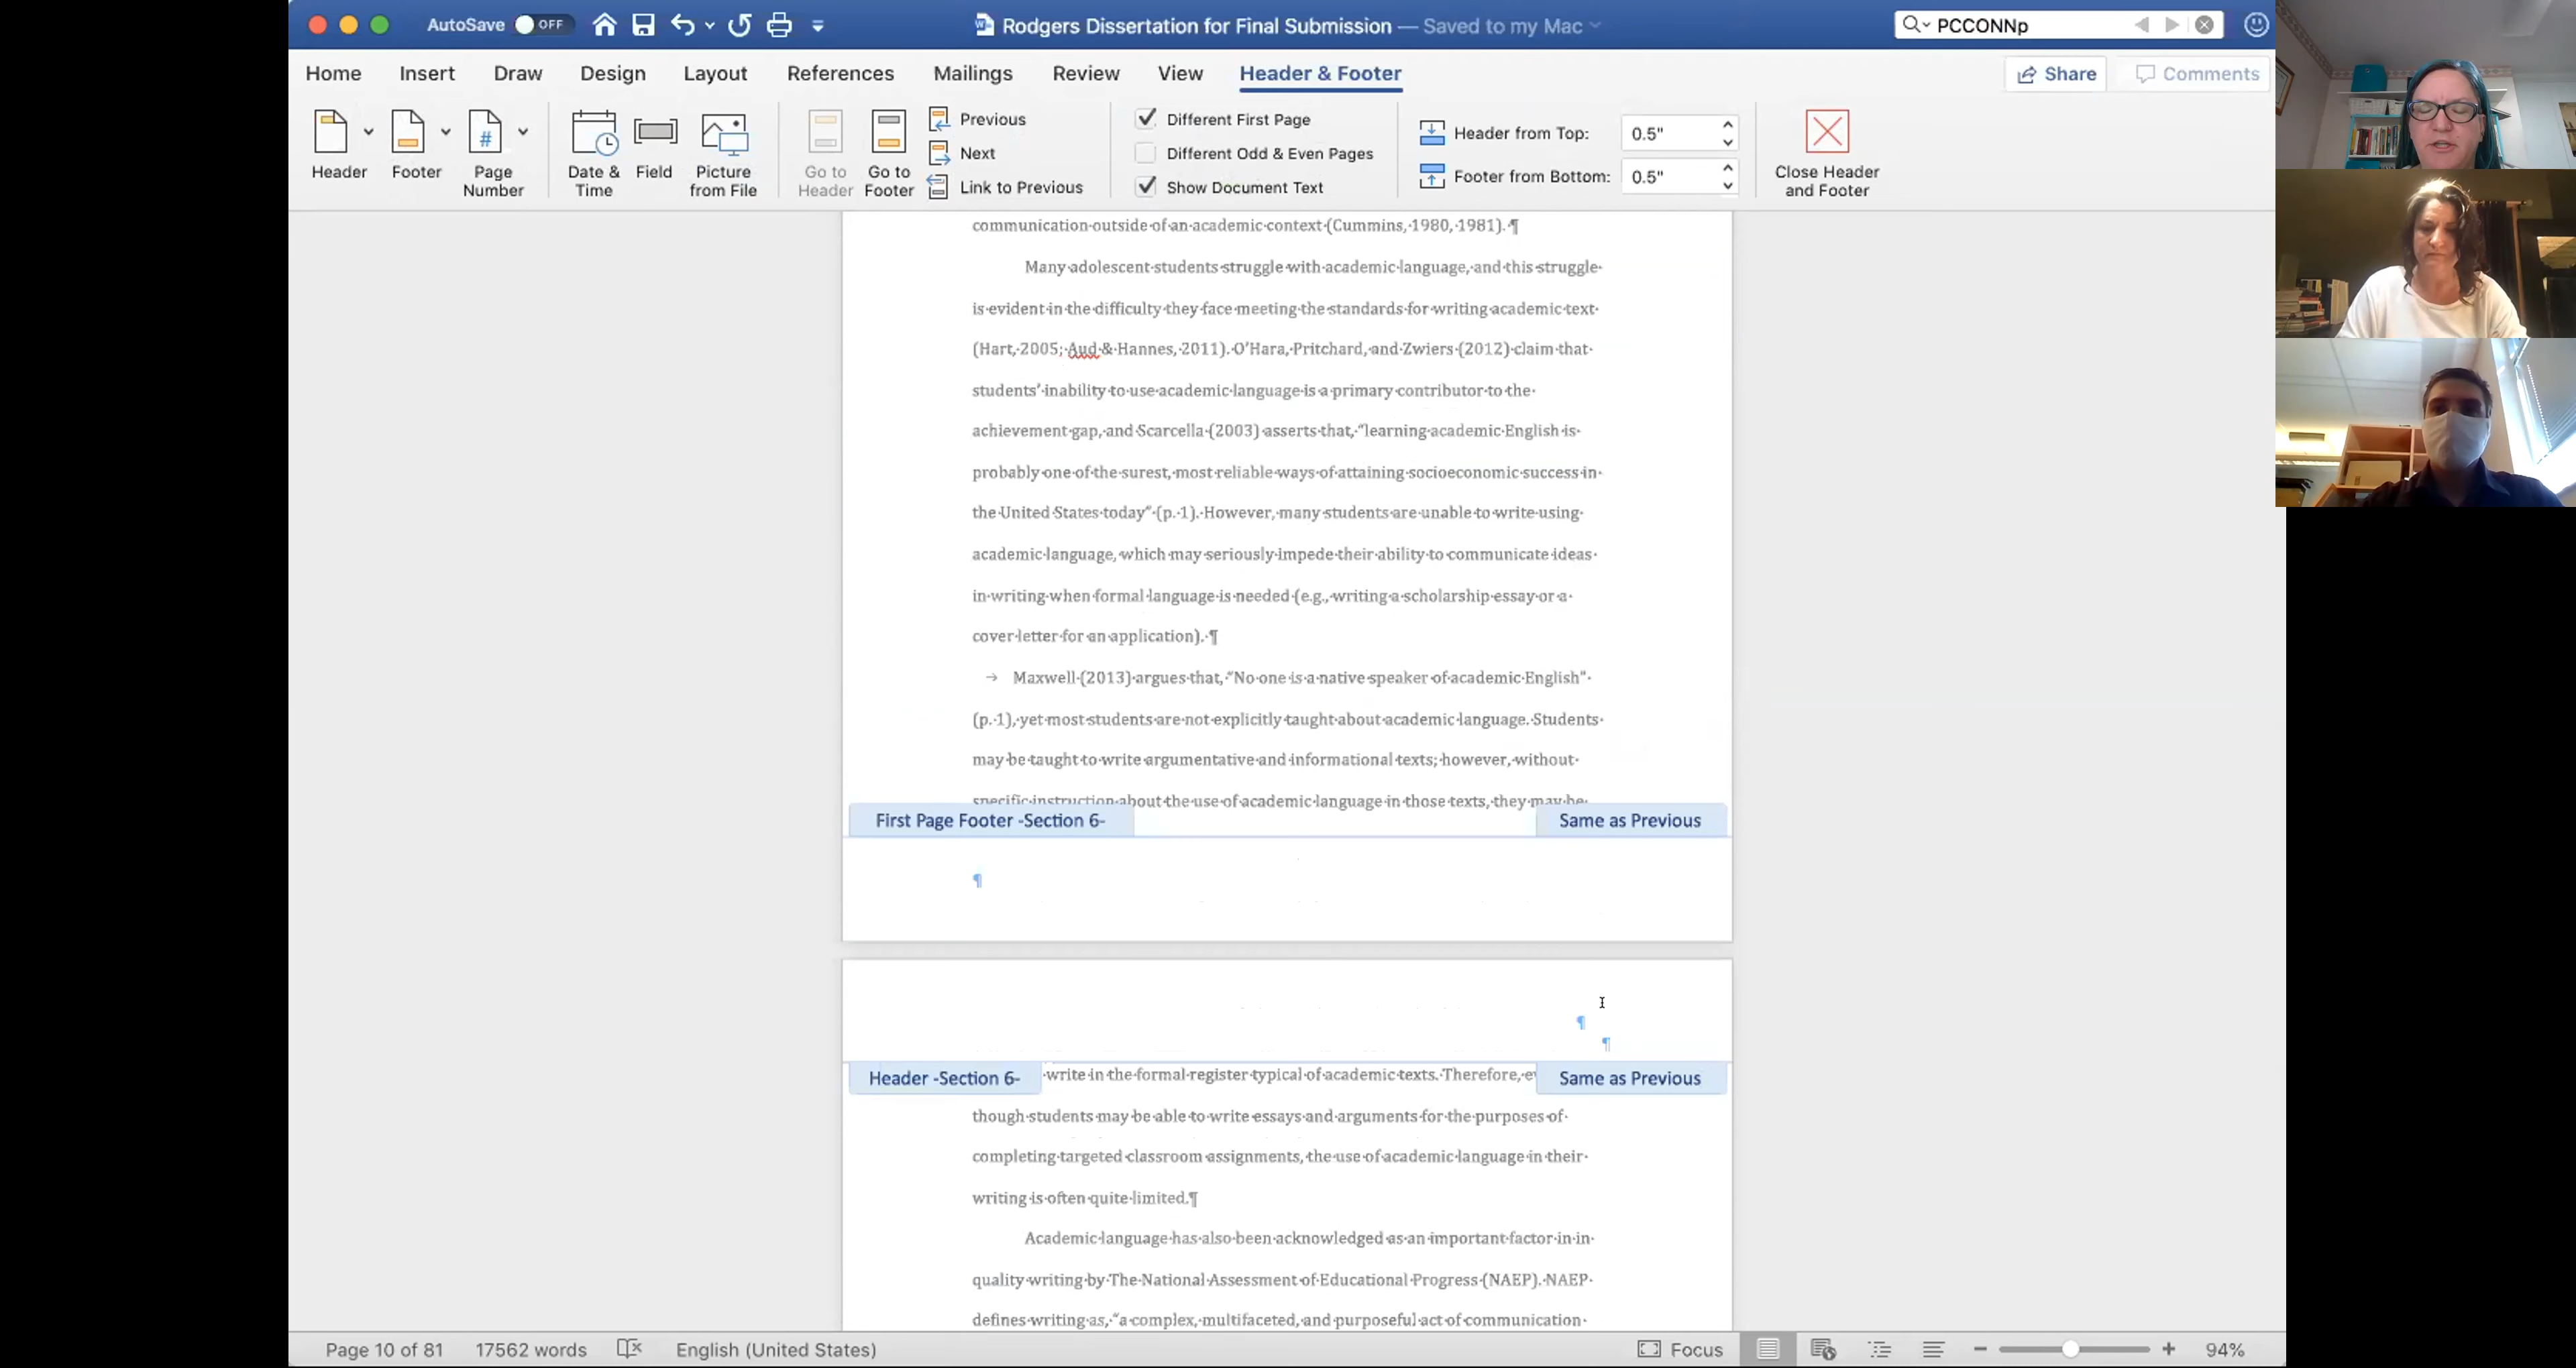 AutoSave OFF
Rodgers Dissertation for Final Submission — Saved to my Mac
PCCONNp
Home Insert Draw Design Layout References Mailings Review View Header & Footer
Share Comments
Header
Footer
Page Number
Date & Time
Field
Picture from File
Go to Header
Go to Footer
Previous
Next
Link to Previous
Different First Page
Different Odd & Even Pages
Show Document Text
Header from Top: 0.5"
Footer from Bottom: 0.5"
Close Header and Footer
communication outside of an academic context (Cummins, 1980, 1981). ¶
Many adolescent students struggle with academic language, and this struggle
is evident in the difficulty they face meeting the standards for writing academic text
(Hart, 2005; Aud & Hannes, 2011). O'Hara, Pritchard, and Zwiers (2012) claim that
students' inability to use academic language is a primary contributor to the
achievement gap, and Scarcella (2003) asserts that, "learning academic English is
probably one of the surest, most reliable ways of attaining socioeconomic success in
the United States today" (p. 1). However, many students are unable to write using
academic language, which may seriously impede their ability to communicate ideas
in writing when formal language is needed (e.g., writing a scholarship essay or a
cover letter for an application). ¶
→ Maxwell (2013) argues that, "No one is a native speaker of academic English"
(p. 1), yet most students are not explicitly taught about academic language. Students
may be taught to write argumentative and informational texts; however, without
specific instruction about the use of academic language in those texts, they may be
First Page Footer -Section 6- Same as Previous
¶
¶
¶
Header -Section 6- write in the formal register typical of academic texts. Therefore, Same as Previous
though students may be able to write essays and arguments for the purposes of
completing targeted classroom assignments, the use of academic language in their
writing is often quite limited.¶
Academic language has also been acknowledged as an important factor in in
quality writing by The National Assessment of Educational Progress (NAEP). NAEP
defines writing as, "a complex, multifaceted, and purposeful act of communication
Page 10 of 81 17562 words English (United States) Focus 94%